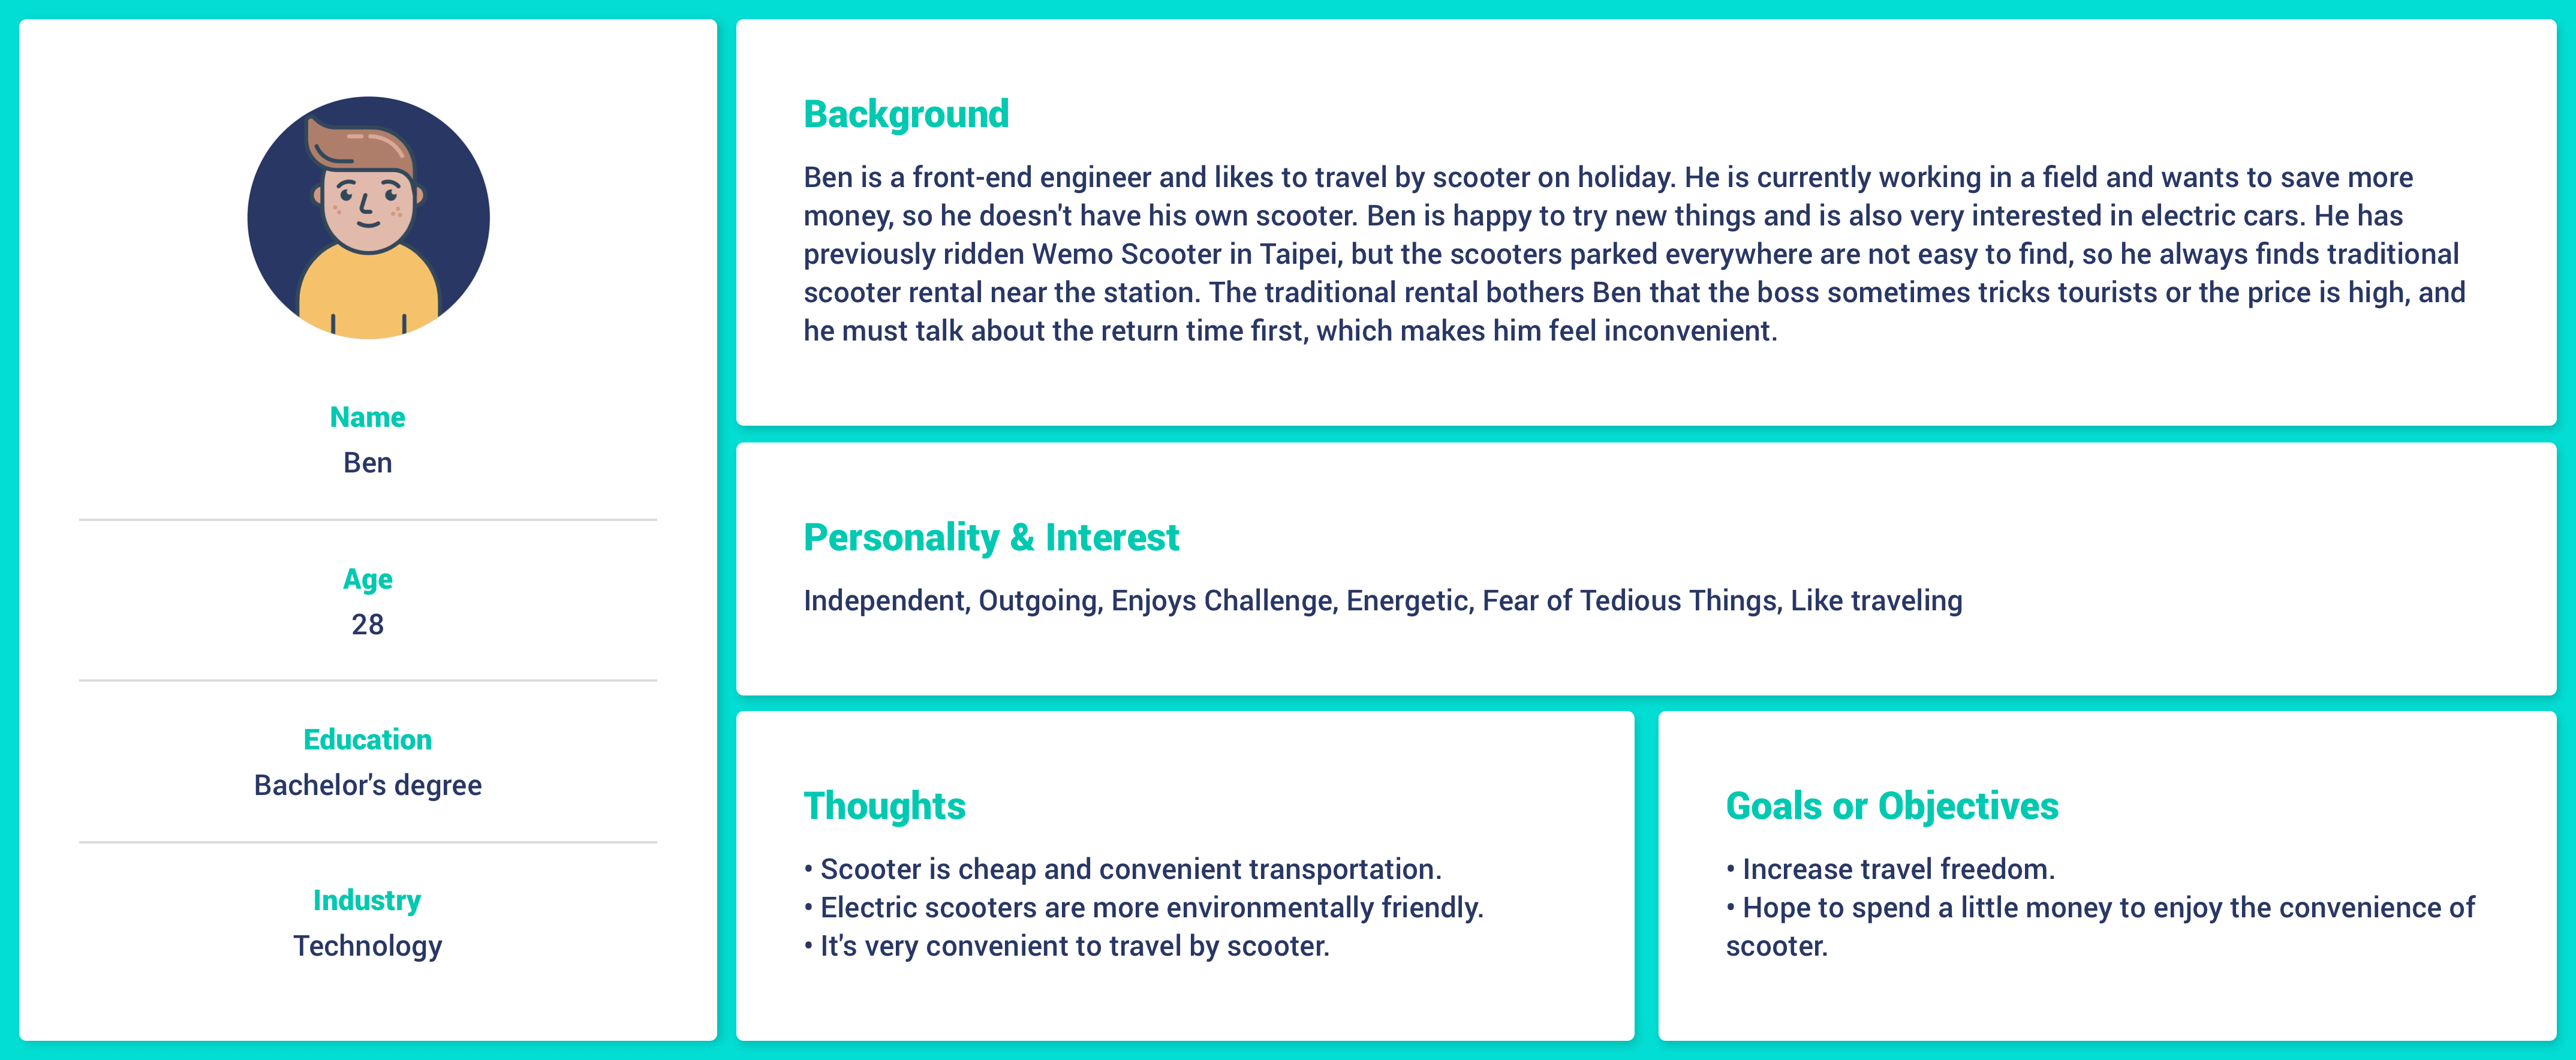 Name
Ben
Age
28
Education
Bachelor's degree
Industry
Technology
Background
Ben is a front-end engineer and likes to travel by scooter on holiday. He is currently working in a field and wants to save more
money, so he doesn't have his own scooter. Ben is happy to try new things and is also very interested in electric cars. He has
previously ridden Wemo Scooter in Taipei, but the scooters parked everywhere are not easy to find, so he always finds traditional
scooter rental near the station. The traditional rental bothers Ben that the boss sometimes tricks tourists or the price is high, and
he must talk about the return time first, which makes him feel inconvenient.
Personality & Interest
Independent, Outgoing, Enjoys Challenge, Energetic, Fear of Tedious Things, Like traveling
Thoughts
• Scooter is cheap and convenient transportation.
• Electric scooters are more environmentally friendly.
• It's very convenient to travel by scooter.
Goals or Objectives
• Increase travel freedom.
• Hope to spend a little money to enjoy the convenience of
scooter.